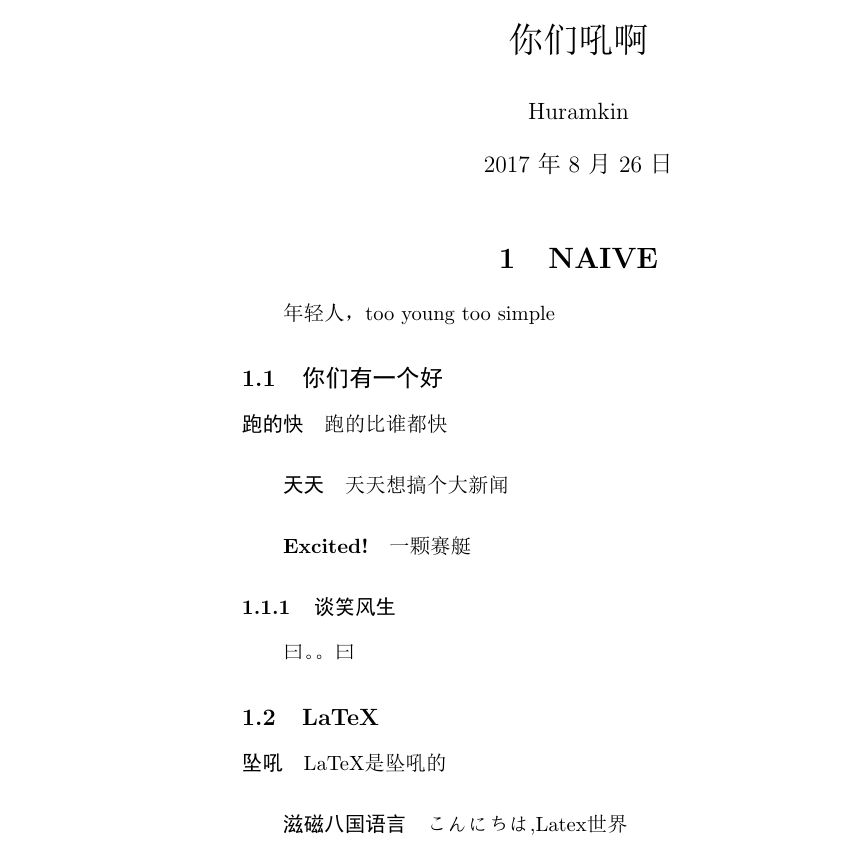 你们吼啊
Huramkin
2017 年 8 月 26 日
1 NAIVE
年轻人，too young too simple
1.1 你们有一个好
跑的快 跑的比谁都快
天天 天天想搞个大新闻
Excited! 一颗赛艇
1.1.1 谈笑风生
曰。。曰
1.2 LaTeX
坠吼 LaTeX是坠吼的
滋磁八国语言 こんにちは,Latex世界